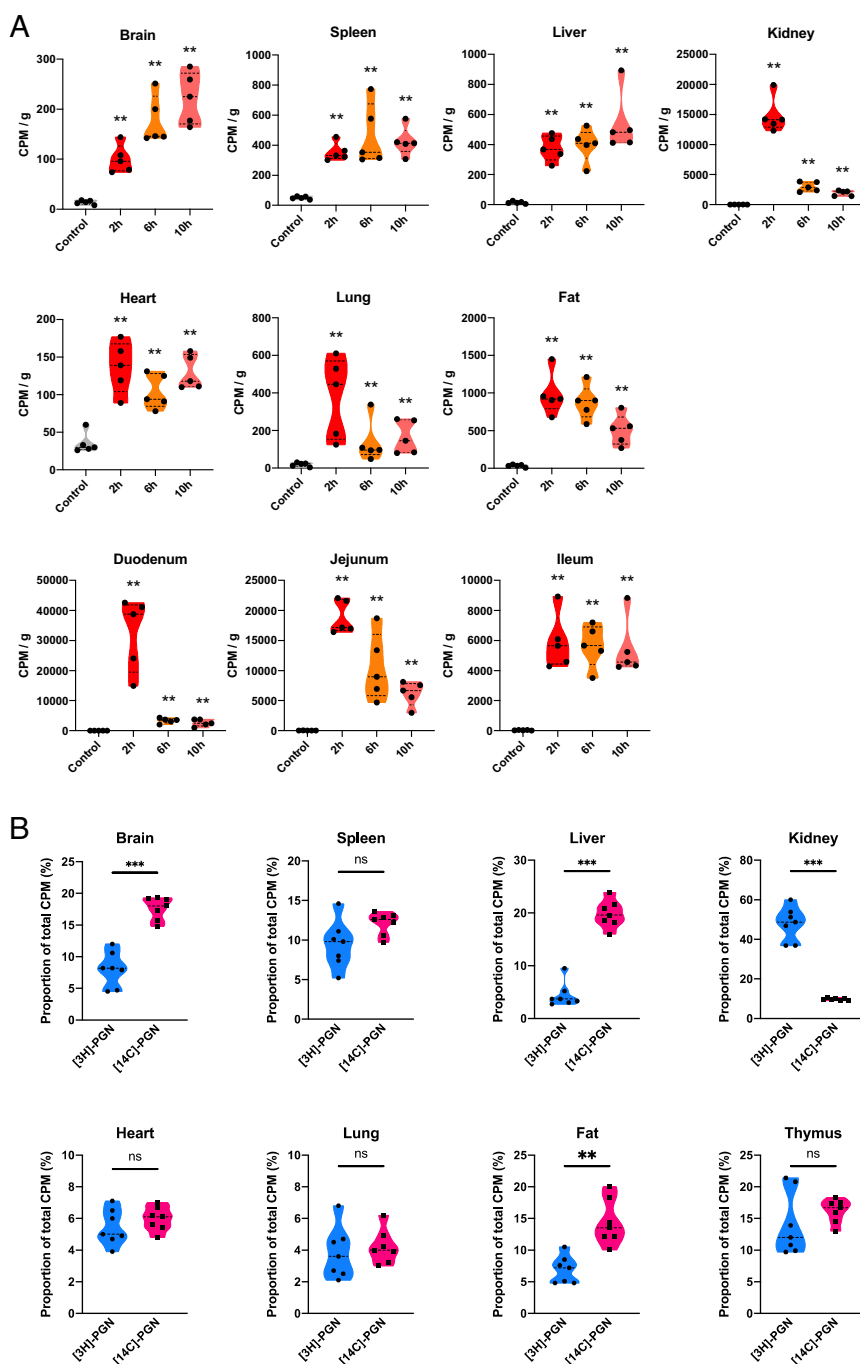 A
Brain
Spleen
Liver
Kidney
CPM / g
300
200
100
0
**
**
**
Control
2h
6h
10h
CPM / g
1000
800
600
400
200
0
**
**
**
Control
2h
6h
10h
CPM / g
1000
800
600
400
200
0
**
**
**
Control
2h
6h
10h
CPM / g
25000
20000
15000
10000
5000
0
**
**
**
Control
2h
6h
10h
Heart
Lung
Fat
CPM / g
200
150
100
50
0
**
**
**
Control
2h
6h
10h
CPM / g
800
600
400
200
0
**
**
**
Control
2h
6h
10h
CPM / g
2000
1500
1000
500
0
**
**
**
Control
2h
6h
10h
Duodenum
Jejunum
Ileum
CPM / g
50000
40000
30000
20000
10000
0
**
**
**
Control
2h
6h
10h
CPM / g
25000
20000
15000
10000
5000
0
**
**
**
Control
2h
6h
10h
CPM / g
10000
8000
6000
4000
2000
0
**
**
**
Control
2h
6h
10h
B
Brain
Spleen
Liver
Kidney
Proportion of total CPM (%)
25
20
15
10
5
0
***
[3H]-PGN
[14C]-PGN
Proportion of total CPM (%)
20
15
10
5
0
ns
[3H]-PGN
[14C]-PGN
Proportion of total CPM (%)
30
20
10
0
***
[3H]-PGN
[14C]-PGN
Proportion of total CPM (%)
80
60
40
20
0
***
[3H]-PGN
[14C]-PGN
Heart
Lung
Fat
Thymus
Proportion of total CPM (%)
10
8
6
4
2
0
ns
[3H]-PGN
[14C]-PGN
Proportion of total CPM (%)
8
6
4
2
0
ns
[3H]-PGN
[14C]-PGN
Proportion of total CPM (%)
25
20
15
10
5
0
**
[3H]-PGN
[14C]-PGN
Proportion of total CPM (%)
25
20
15
10
5
0
ns
[3H]-PGN
[14C]-PGN